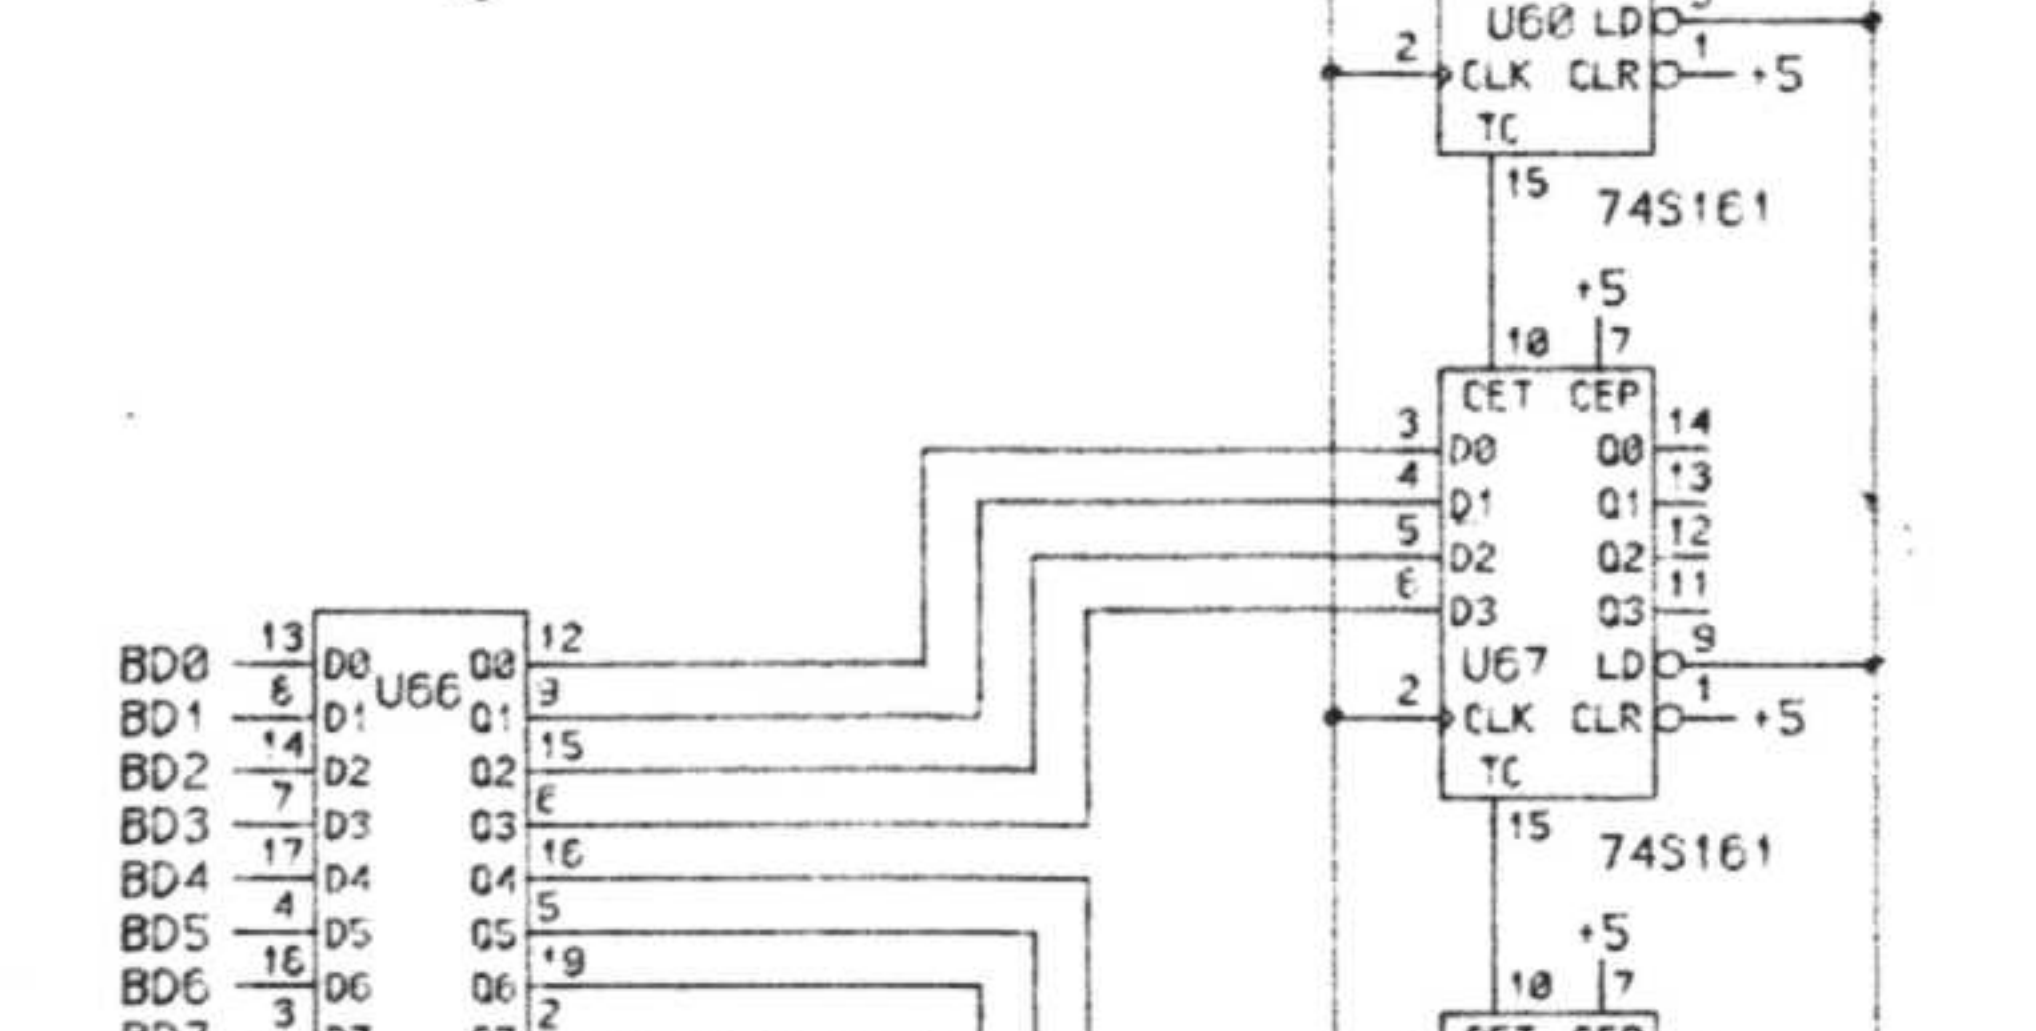 U60 LD
2 CLK CLR 1 +5
TC
15
74S161
+5
10 7
CET CEP
3 D0 Q0 14
4 D1 Q1 13
5 D2 Q2 12
6 D3 Q3 11
U67 LD 9
2 CLK CLR 1 +5
TC
15
74S161
+5
10 7
BD0 13 D0 U66 Q0 12
BD1 8 D1 Q1 9
BD2 14 D2 Q2 15
BD3 7 D3 Q3 6
BD4 17 D4 Q4 16
BD5 4 D5 Q5 5
BD6 18 D6 Q6 19
3 2